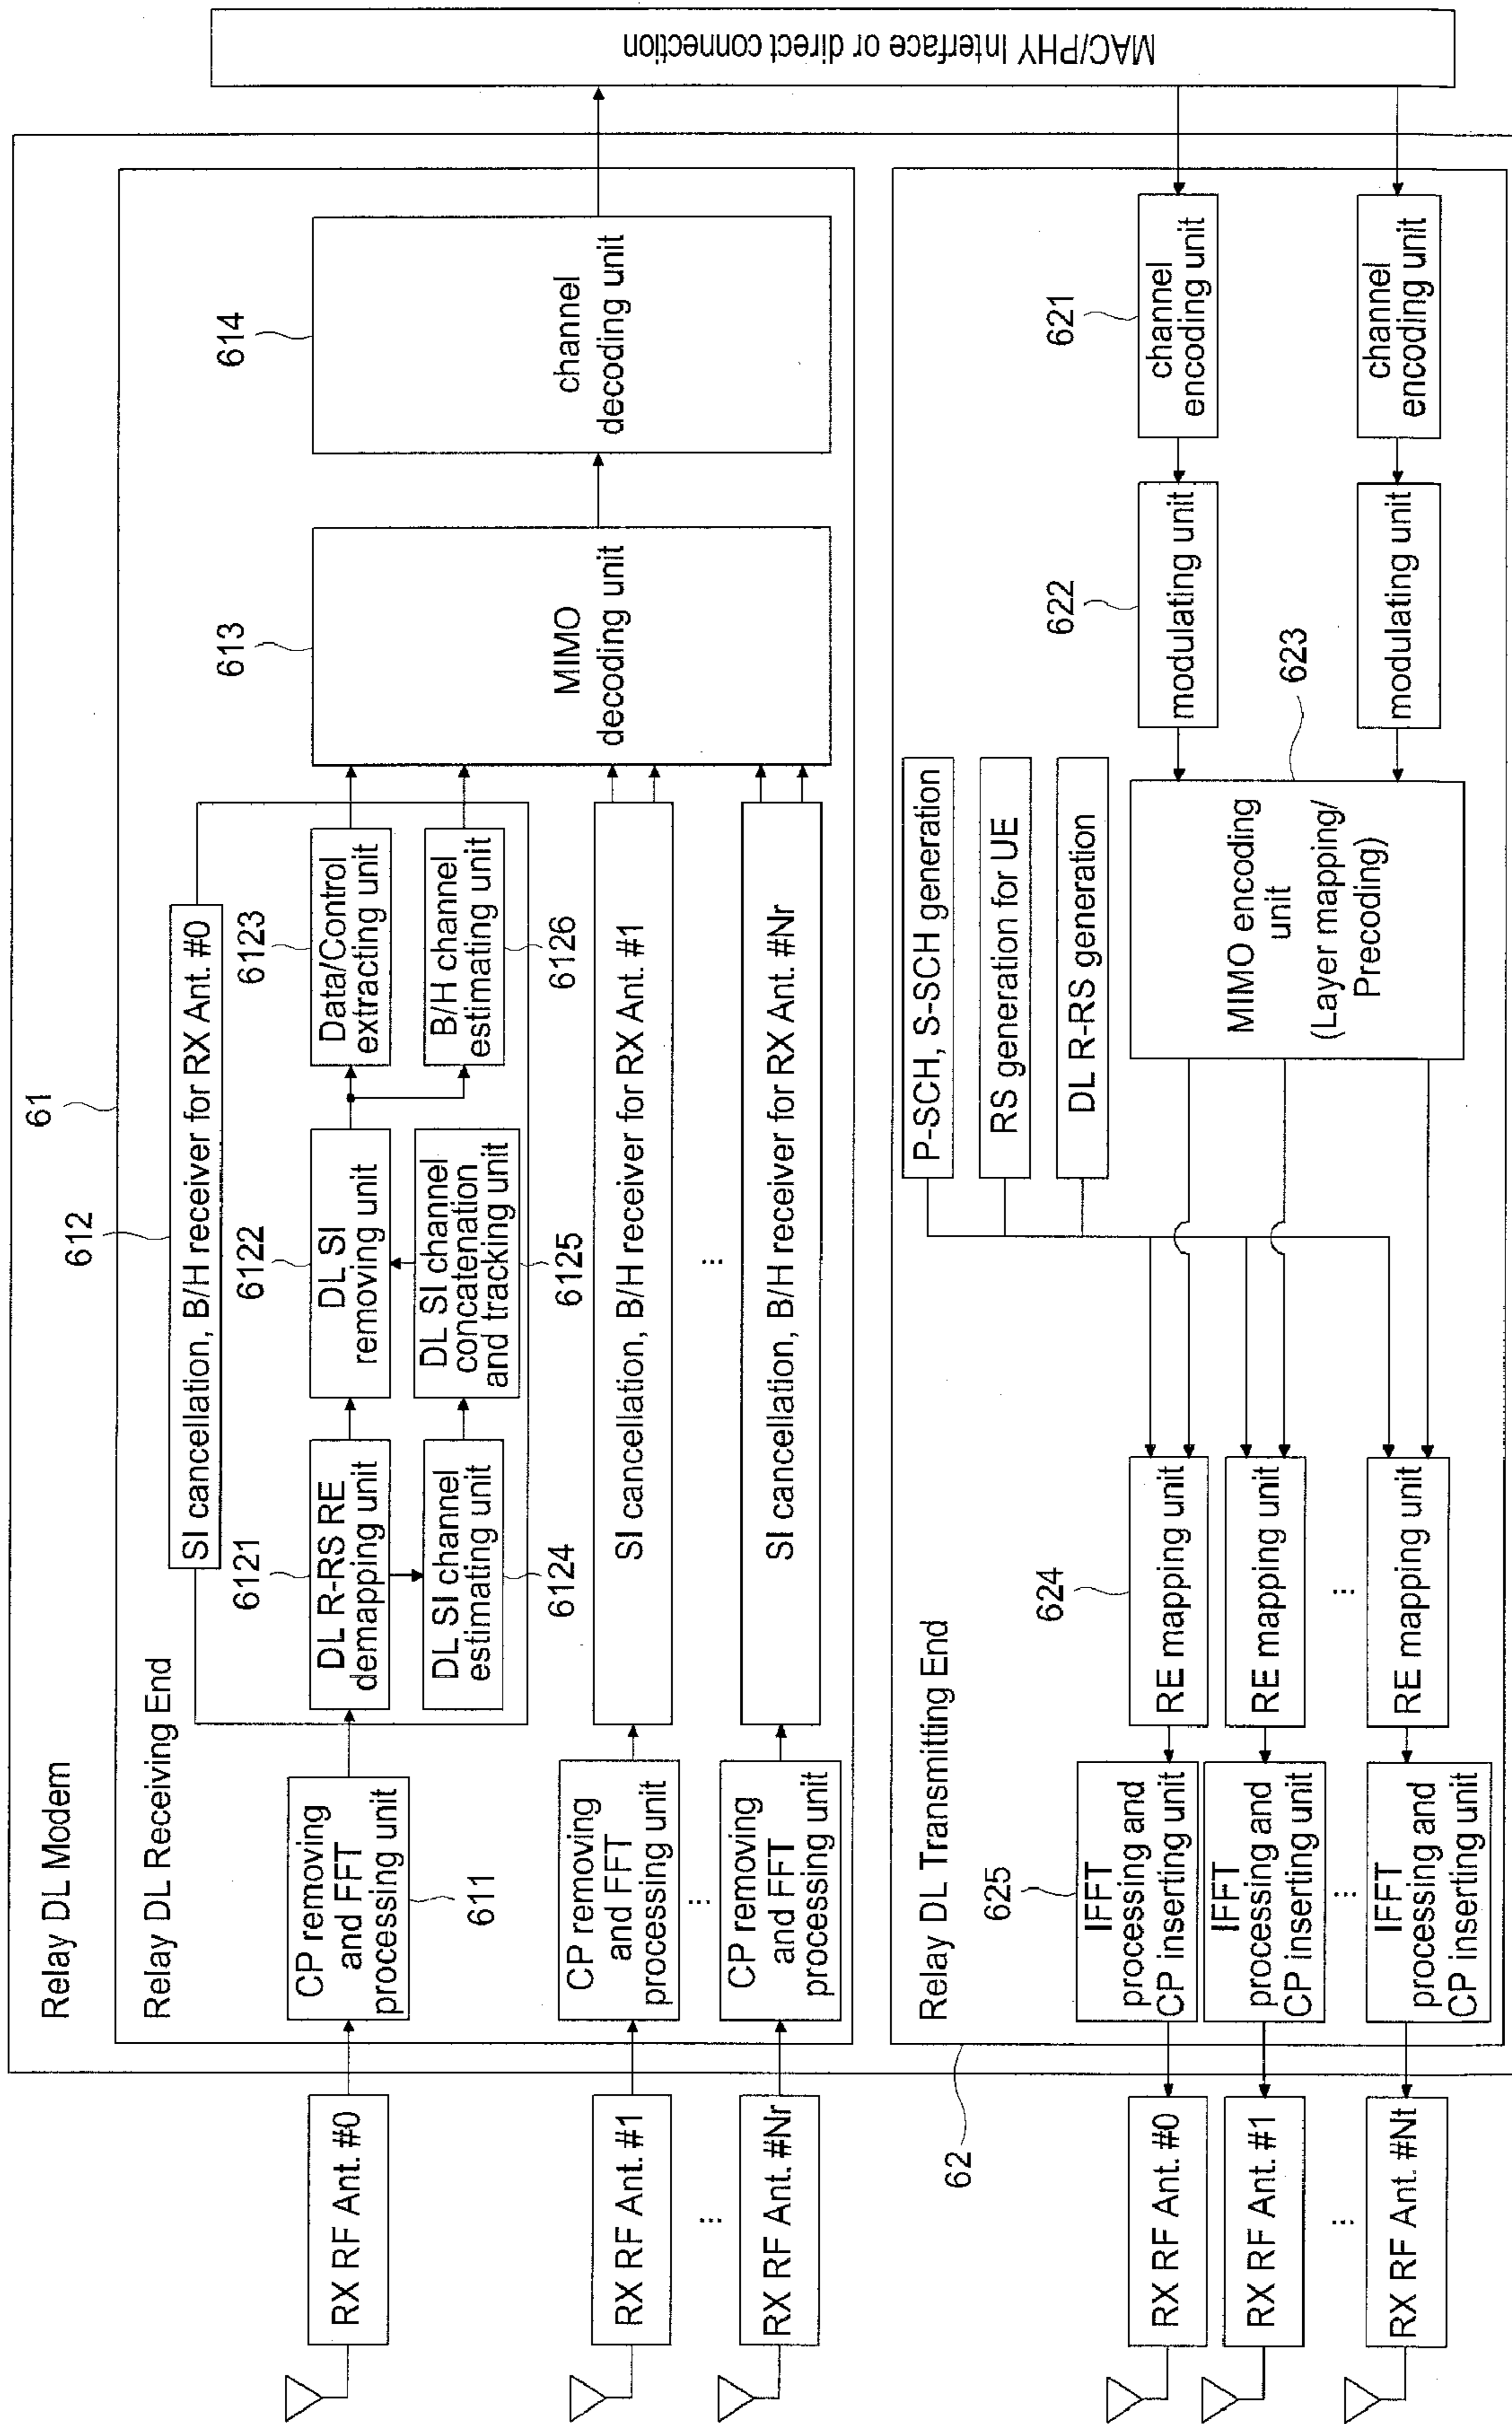 Relay DL Modem
61
Relay DL Receiving End
RX RF Ant. #0
CP removing
and FFT
processing unit
611
612
SI cancellation, B/H receiver for RX Ant. #0
6121
DL R-RS RE
demapping unit
6122
DL SI
removing unit
6123
Data/Control
extracting unit
DL SI channel
estimating unit
6124
DL SI channel
concatenation
and tracking unit
6125
B/H channel
estimating unit
6126
613
MIMO
decoding unit
614
channel
decoding unit
MAC/PHY Interface or direct connection
RX RF Ant. #1
CP removing
and FFT
processing unit
SI cancellation, B/H receiver for RX Ant. #1
...
...
...
RX RF Ant. #Nr
CP removing
and FFT
processing unit
SI cancellation, B/H receiver for RX Ant. #Nr
62
Relay DL Transmitting End
P-SCH, S-SCH generation
RS generation for UE
DL R-RS generation
RX RF Ant. #0
625
IFFT
processing and
CP inserting unit
624
RE mapping unit
623
MIMO encoding
unit
(Layer mapping/
Precoding)
622
modulating unit
621
channel
encoding unit
RX RF Ant. #1
IFFT
processing and
CP inserting unit
RE mapping unit
...
...
...
RX RF Ant. #Nt
IFFT
processing and
CP inserting unit
RE mapping unit
modulating unit
channel
encoding unit